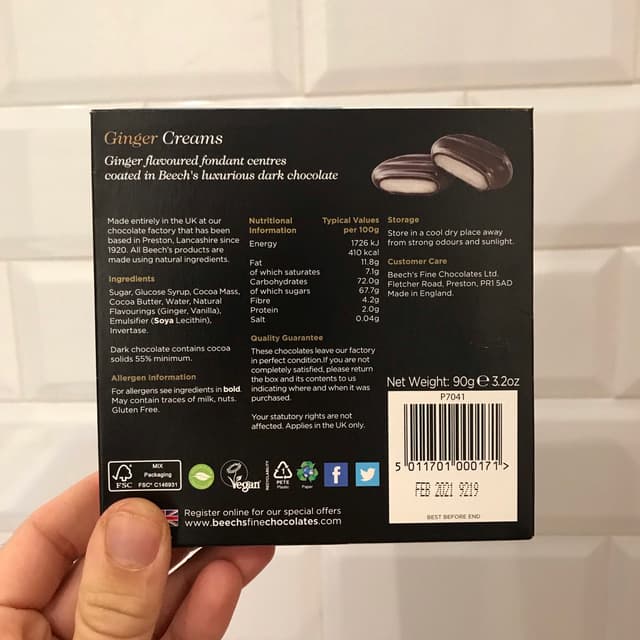 Ginger Creams
Ginger flavoured fondant centres
coated in Beech's luxurious dark chocolate
Made entirely in the UK at our
chocolate factory that has been
based in Preston, Lancashire since
1920. All Beech's products are
made using natural ingredients.
Ingredients
Sugar, Glucose Syrup, Cocoa Mass,
Cocoa Butter, Water, Natural
Flavourings (Ginger, Vanilla),
Emulsifier (Soya Lecithin),
Invertase.
Dark chocolate contains cocoa
solids 55% minimum.
Allergen Information
For allergens see ingredients in bold.
May contain traces of milk, nuts.
Gluten Free.
Nutritional Typical Values
Information per 100g
Energy 1726 kJ
410 kcal
Fat 11.8g
of which saturates 7.1g
Carbohydrates 72.0g
of which sugars 67.7g
Fibre 4.2g
Protein 2.0g
Salt 0.04g
Quality Guarantee
These chocolates leave our factory
in perfect condition.If you are not
completely satisfied, please return
the box and its contents to us
indicating where and when it was
purchased.
Your statutory rights are not
affected. Applies in the UK only.
Storage
Store in a cool dry place away
from strong odours and sunlight.
Customer Care
Beech's Fine Chocolates Ltd.
Fletcher Road, Preston, PR1 5AD
Made in England.
Net Weight: 90g e 3.2oz
P7041
5 011701 000171 >
FEB 2021 9219
BEST BEFORE END
FSC
MIX
Packaging
FSC® C146931
Vegan
RECYCLABILITY
PETE
Plastic
Paper
Register online for our special offers
www.beechsfinechocolates.com